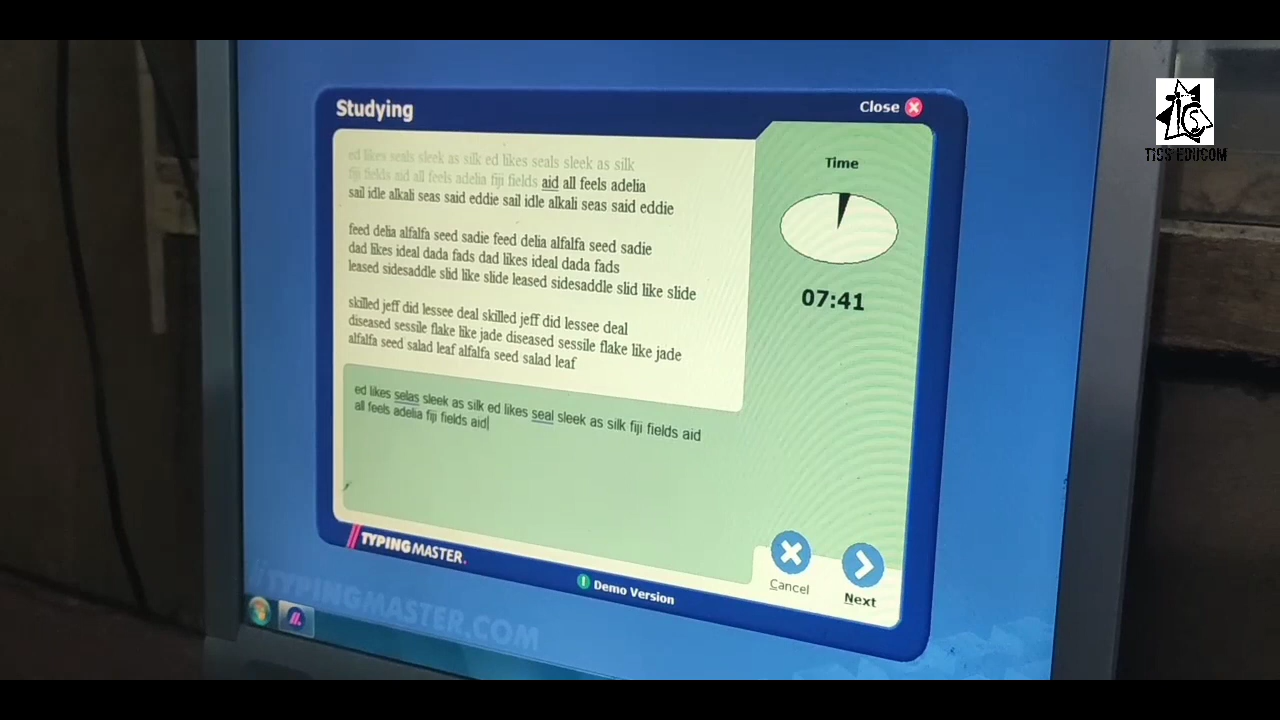 Studying
Close
ed likes seals sleek as silk ed likes seals sleek as silk
fiji fields aid all feels adelia fiji fields aid all feels adelia
sail idle alkali seas said eddie sail idle alkali seas said eddie
feed delia alfalfa seed sadie feed delia alfalfa seed sadie
dad likes ideal dada fads dad likes ideal dada fads
leased sidesaddle slid like slide leased sidesaddle slid like slide
skilled jeff did lessee deal skilled jeff did lessee deal
diseased sessile flake like jade diseased sessile flake like jade
alfalfa seed salad leaf alfalfa seed salad leaf
ed likes selas sleek as silk ed likes seal sleek as silk fiji fields aid
all feels adelia fiji fields aid
Time
07:41
Cancel
Next
TYPINGMASTER.
Demo Version
TYPINGMASTER.COM
TISS EDUCOM